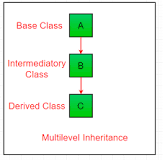 Base Class
A
Intermediatory
Class
B
Derived Class
C
Multilevel Inheritance